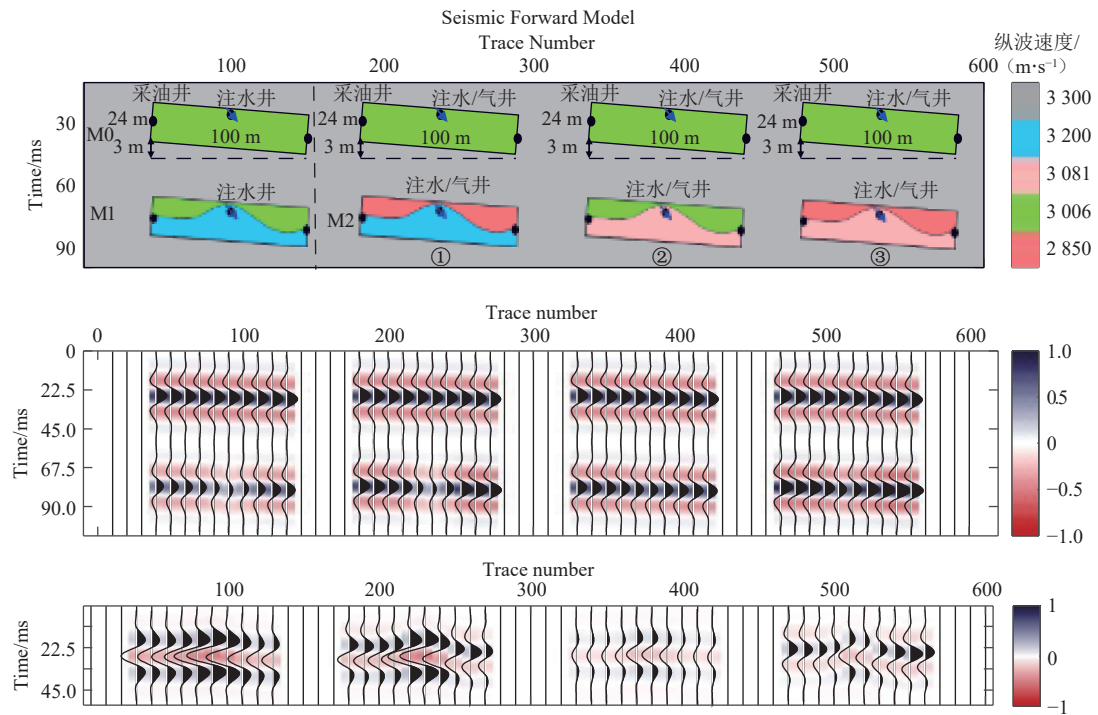 Seismic Forward Model
Trace Number
100 200 300 400 500 600
纵波速度/
(m·s⁻¹)
采油井 注水井 采油井 注水/气井 采油井 注水/气井 采油井 注水/气井
24 m 24 m 24 m 24 m
30
M0 100 m 100 m 100 m 100 m
3 m 3 m 3 m 3 m
60
注水井 注水/气井 注水/气井 注水/气井
M1 M2
90
① ② ③
Time/ms
3 300
3 200
3 081
3 006
2 850
Trace number
0 100 200 300 400 500 600
0
22.5
45.0
67.5
90.0
Time/ms
1.0
0.5
0
−0.5
−1.0
Trace number
100 200 300 400 500 600
22.5
45.0
Time/ms
1
0
−1